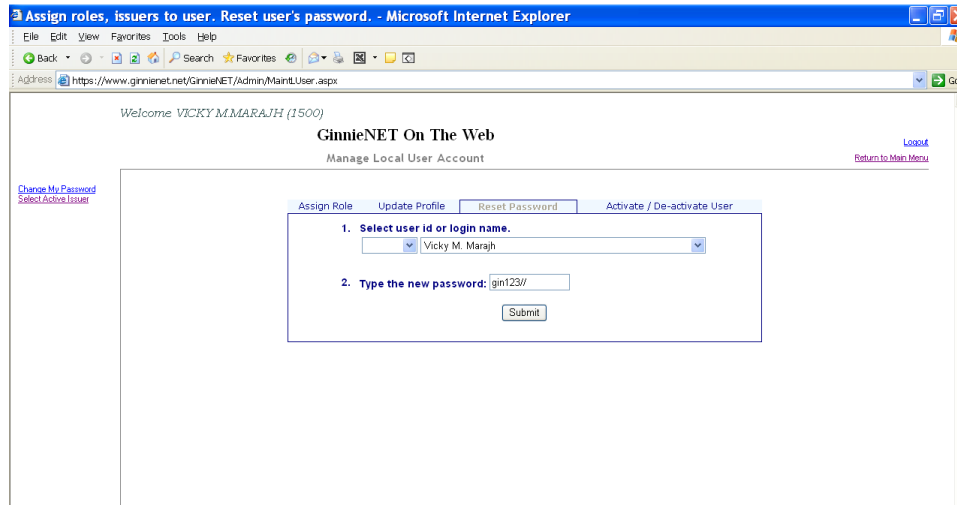 Assign roles, issuers to user. Reset user's password. - Microsoft Internet Explorer
File Edit View Favorites Tools Help
Back Search Favorites
Address https://www.ginnienet.net/GinnieNET/Admin/MaintLUser.aspx Go
Welcome VICKY M.MARAJH (1500)
GinnieNET On The Web
Logout
Manage Local User Account
Return to Main Menu
Change My Password
Select Active Issuer
Assign Role Update Profile Reset Password Activate / De-activate User
1. Select user id or login name.
Vicky M. Marajh
2. Type the new password: gin123//
Submit